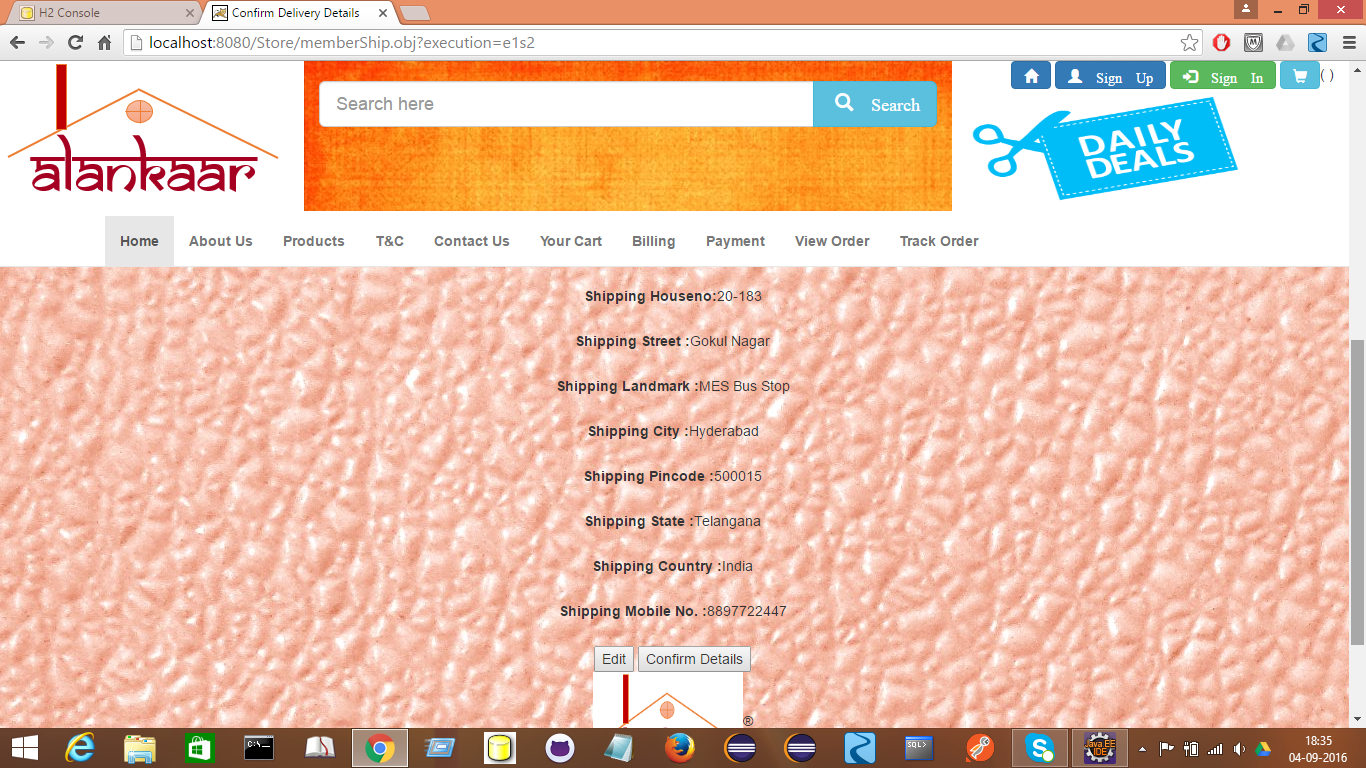 H2 Console
Confirm Delivery Details
localhost:8080/Store/memberShip.obj?execution=e1s2
alankaar
Search here
Search
Sign Up
Sign In
( )
DAILY
DEALS
Home About Us Products T&C Contact Us Your Cart Billing Payment View Order Track Order
Shipping Houseno:20-183
Shipping Street :Gokul Nagar
Shipping Landmark :MES Bus Stop
Shipping City :Hyderabad
Shipping Pincode :500015
Shipping State :Telangana
Shipping Country :India
Shipping Mobile No. :8897722447
Edit Confirm Details
®
C:\_
SQL>
Java EE
IDE
18:35
04-09-2016